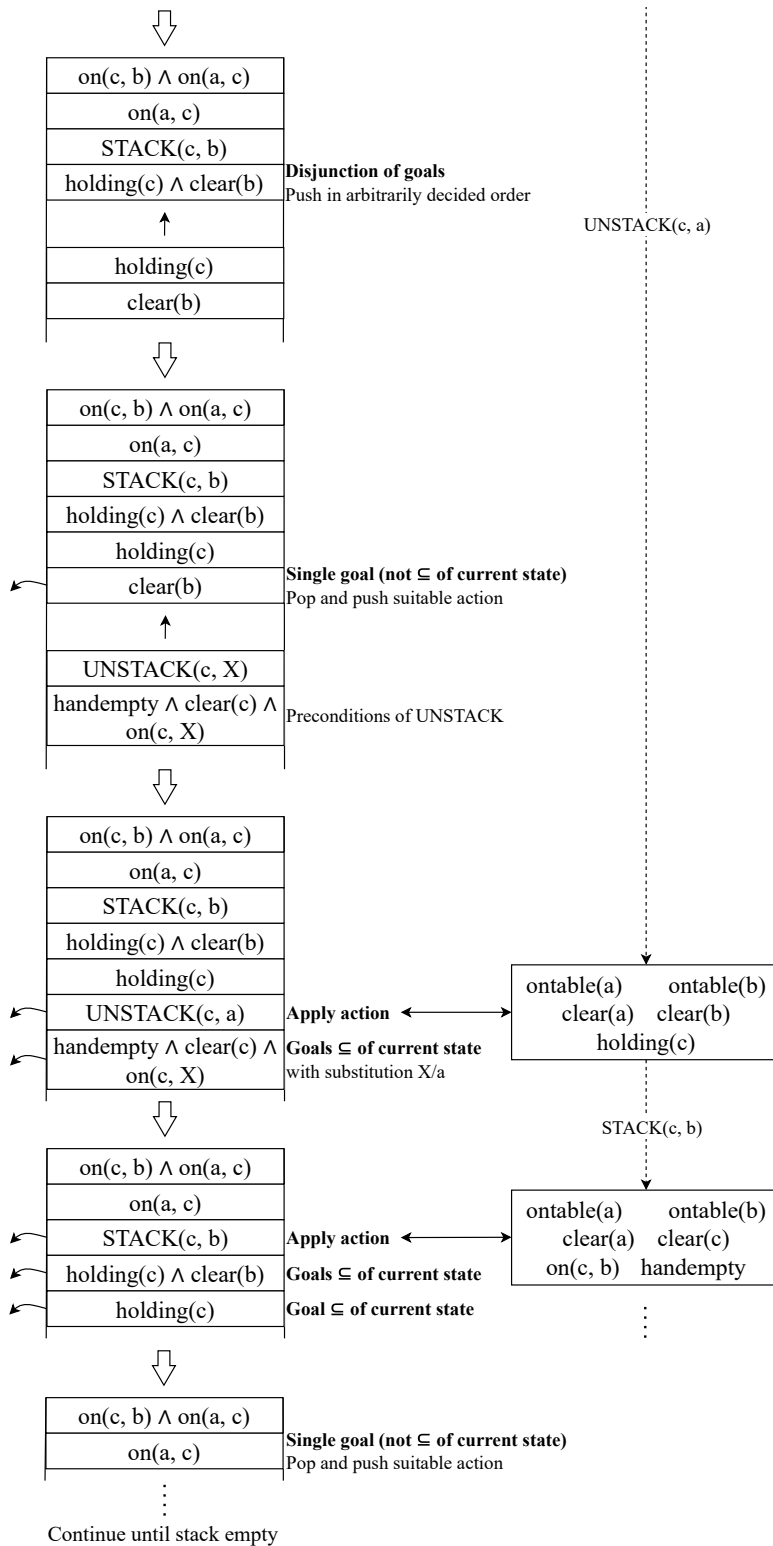 on(c, b) ∧ on(a, c)
on(a, c)
STACK(c, b)
holding(c) ∧ clear(b)
Disjunction of goals
Push in arbitrarily decided order
UNSTACK(c, a)
holding(c)
clear(b)
on(c, b) ∧ on(a, c)
on(a, c)
STACK(c, b)
holding(c) ∧ clear(b)
holding(c)
clear(b)
Single goal (not ⊆ of current state)
Pop and push suitable action
UNSTACK(c, X)
handempty ∧ clear(c) ∧
on(c, X)
Preconditions of UNSTACK
on(c, b) ∧ on(a, c)
on(a, c)
STACK(c, b)
holding(c) ∧ clear(b)
holding(c)
UNSTACK(c, a)
Apply action
handempty ∧ clear(c) ∧
on(c, X)
Goals ⊆ of current state
with substitution X/a
ontable(a) ontable(b)
clear(a) clear(b)
holding(c)
STACK(c, b)
on(c, b) ∧ on(a, c)
on(a, c)
STACK(c, b)
Apply action
holding(c) ∧ clear(b)
Goals ⊆ of current state
holding(c)
Goal ⊆ of current state
ontable(a) ontable(b)
clear(a) clear(c)
on(c, b) handempty
on(c, b) ∧ on(a, c)
on(a, c)
Single goal (not ⊆ of current state)
Pop and push suitable action
Continue until stack empty